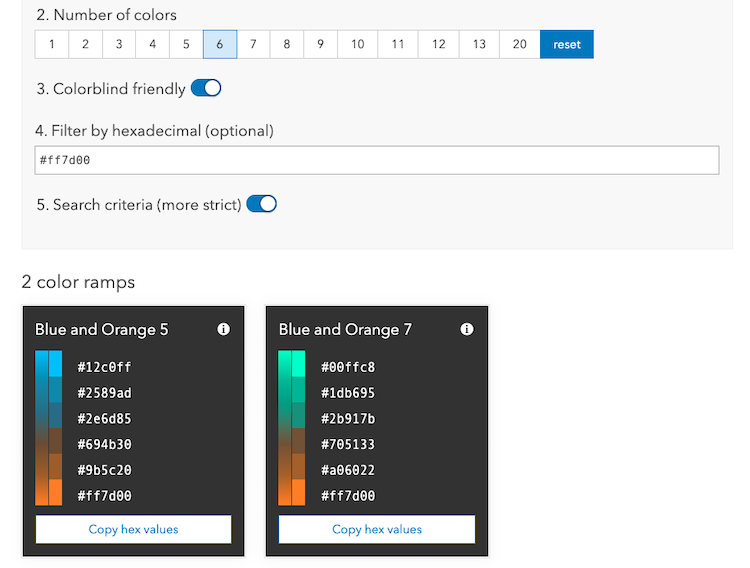 2. Number of colors
1 2 3 4 5 6 7 8 9 10 11 12 13 20 reset
3. Colorblind friendly
4. Filter by hexadecimal (optional)
#ff7d00
5. Search criteria (more strict)
2 color ramps
Blue and Orange 5
#12c0ff
#2589ad
#2e6d85
#694b30
#9b5c20
#ff7d00
Copy hex values
Blue and Orange 7
#00ffc8
#1db695
#2b917b
#705133
#a06022
#ff7d00
Copy hex values